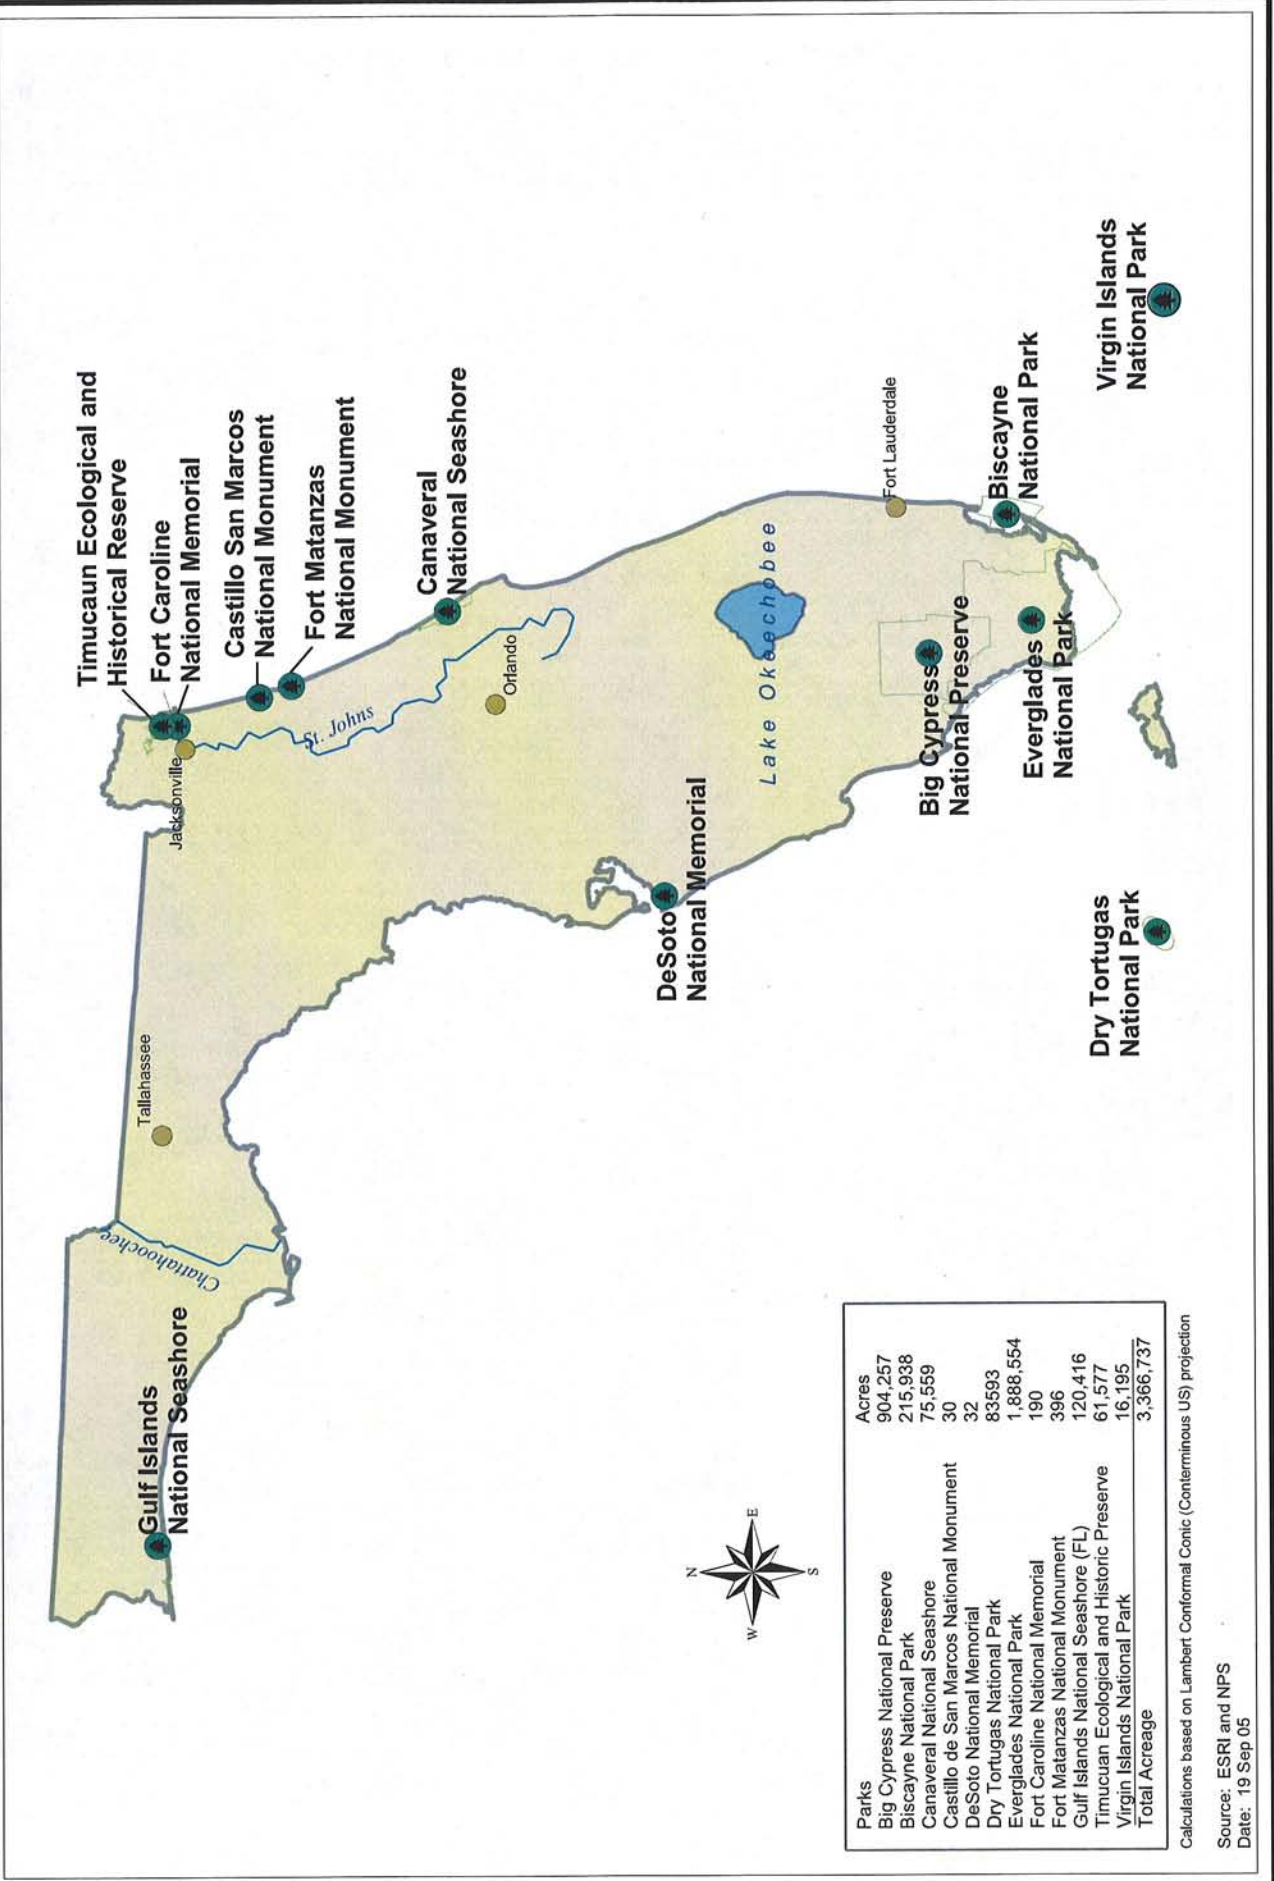 Timucaun Ecological and
Historical Reserve
Fort Caroline
National Memorial
Castillo San Marcos
National Monument
Fort Matanzas
National Monument
Canaveral
National Seashore
Gulf Islands
National Seashore
Chattahoochee
Tallahassee
Jacksonville
St. Johns
Orlando
DeSoto
National Memorial
Lake Okeechobee
Fort Lauderdale
Big Cypress
National Preserve
Biscayne
National Park
Everglades
National Park
Dry Tortugas
National Park
Virgin Islands
National Park
N
W E
S
Parks Acres
Big Cypress National Preserve 904,257
Biscayne National Park 215,938
Canaveral National Seashore 75,559
Castillo de San Marcos National Monument 30
DeSoto National Memorial 32
Dry Tortugas National Park 83593
Everglades National Park 1,888,554
Fort Caroline National Memorial 190
Fort Matanzas National Monument 396
Gulf Islands National Seashore (FL) 120,416
Timucuan Ecological and Historic Preserve 61,577
Virgin Islands National Park 16,195
Total Acreage 3,366,737
Calculations based on Lambert Conformal Conic (Conterminous US) projection
Source: ESRI and NPS
Date: 19 Sep 05